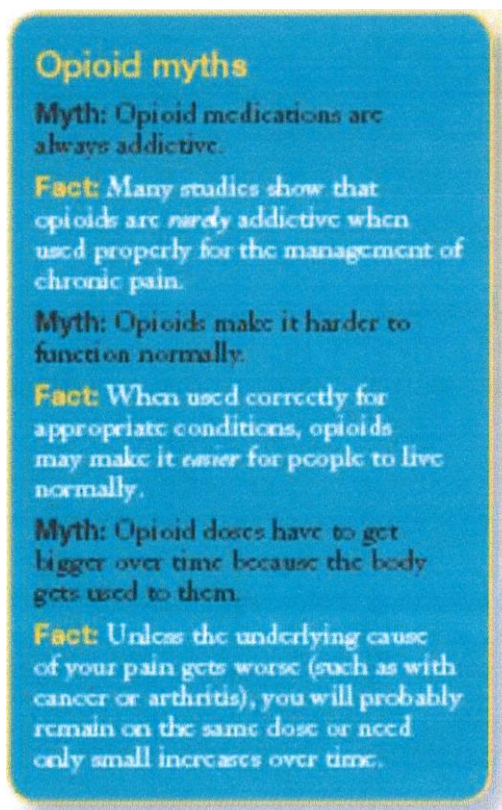 Opioid myths
Myth: Opioid medications are
always addictive.
Fact: Many studies show that
opioids are rarely addictive when
used properly for the management of
chronic pain.
Myth: Opioids make it harder to
function normally.
Fact: When used correctly for
appropriate conditions, opioids
may make it easier for people to live
normally.
Myth: Opioid doses have to get
bigger over time because the body
gets used to them.
Fact: Unless the underlying cause
of your pain gets worse (such as with
cancer or arthritis), you will probably
remain on the same dose or need
only small increases over time.